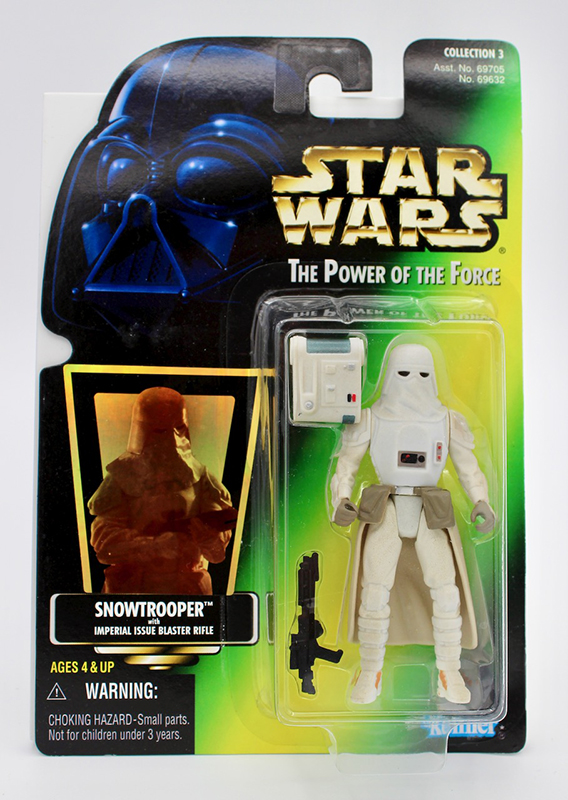 COLLECTION 3
Asst. No. 69705
No. 69632
STAR
WARS®
THE POWER OF THE FORCE
SNOWTROOPER™
with
IMPERIAL ISSUE BLASTER RIFLE
AGES 4 & UP
⚠ WARNING:
CHOKING HAZARD-Small parts.
Not for children under 3 years.
Kenner